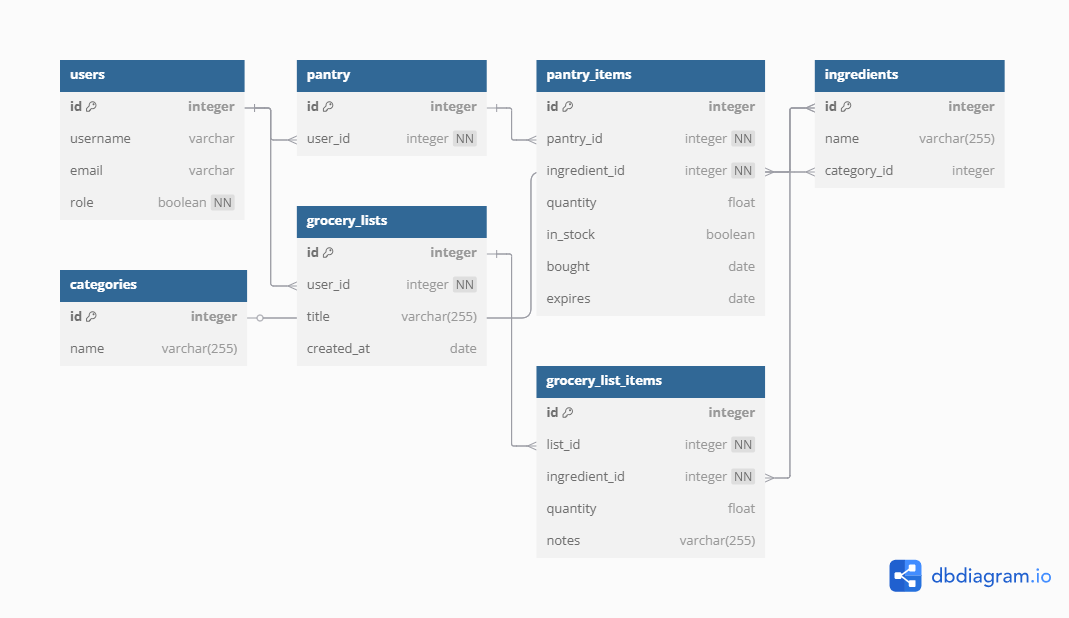 users
id integer
username varchar
email varchar
role boolean NN
pantry
id integer
user_id integer NN
pantry_items
id integer
pantry_id integer NN
ingredient_id integer NN
quantity float
in_stock boolean
bought date
expires date
ingredients
id integer
name varchar(255)
category_id integer
grocery_lists
id integer
user_id integer NN
title varchar(255)
created_at date
categories
id integer
name varchar(255)
grocery_list_items
id integer
list_id integer NN
ingredient_id integer NN
quantity float
notes varchar(255)
dbdiagram.io